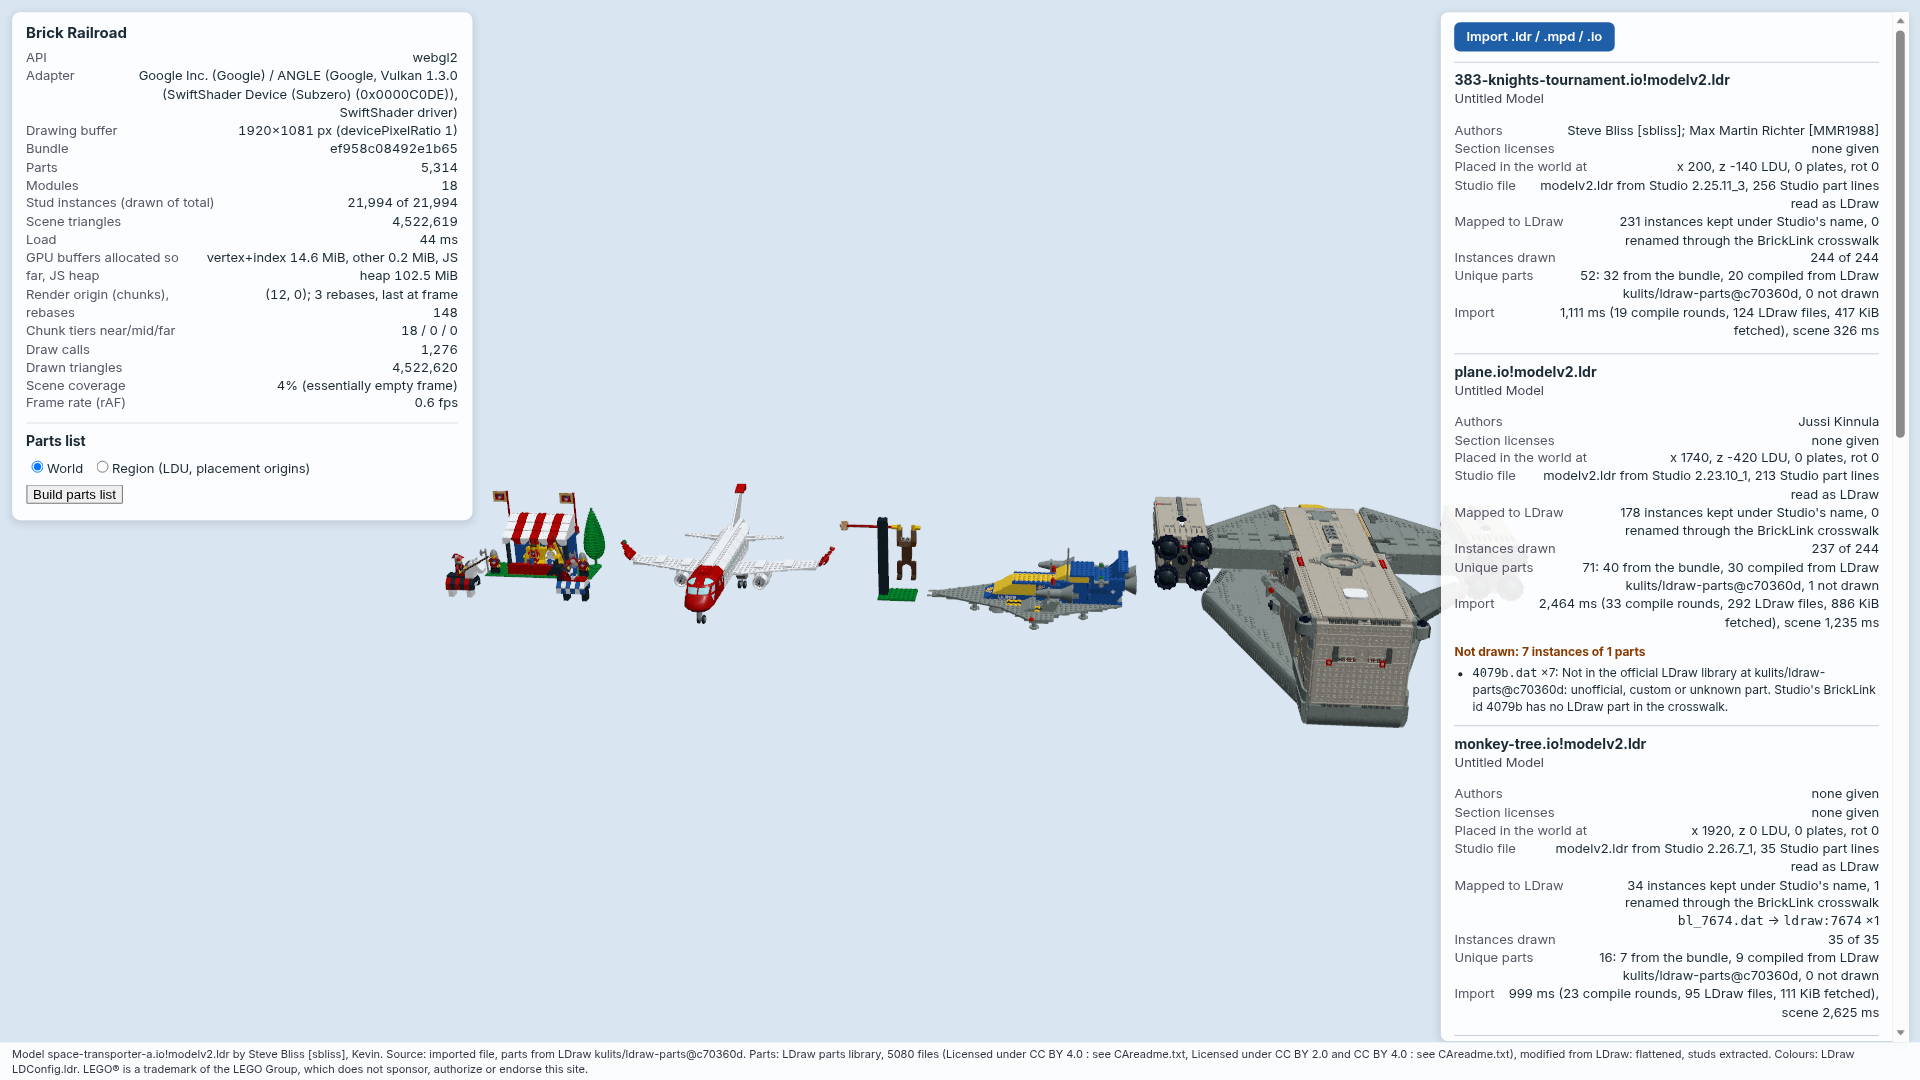 Brick Railroad
API webgl2
Adapter Google Inc. (Google) / ANGLE (Google, Vulkan 1.3.0
(SwiftShader Device (Subzero) (0x0000C0DE)),
SwiftShader driver)
Drawing buffer 1920×1081 px (devicePixelRatio 1)
Bundle ef958c08492e1b65
Parts 5,314
Modules 18
Stud instances (drawn of total) 21,994 of 21,994
Scene triangles 4,522,619
Load 44 ms
GPU buffers allocated so vertex+index 14.6 MiB, other 0.2 MiB, JS
far, JS heap heap 102.5 MiB
Render origin (chunks), (12, 0); 3 rebases, last at frame
rebases 148
Chunk tiers near/mid/far 18 / 0 / 0
Draw calls 1,276
Drawn triangles 4,522,620
Scene coverage 4% (essentially empty frame)
Frame rate (rAF) 0.6 fps
Parts list
World Region (LDU, placement origins)
Build parts list
Import .ldr / .mpd / .io
383-knights-tournament.io!modelv2.ldr
Untitled Model
Authors Steve Bliss [sbliss]; Max Martin Richter [MMR1988]
Section licenses none given
Placed in the world at x 200, z -140 LDU, 0 plates, rot 0
Studio file modelv2.ldr from Studio 2.25.11_3, 256 Studio part lines
read as LDraw
Mapped to LDraw 231 instances kept under Studio's name, 0
renamed through the BrickLink crosswalk
Instances drawn 244 of 244
Unique parts 52: 32 from the bundle, 20 compiled from LDraw
kulits/ldraw-parts@c70360d, 0 not drawn
Import 1,111 ms (19 compile rounds, 124 LDraw files, 417 KiB
fetched), scene 326 ms
plane.io!modelv2.ldr
Untitled Model
Authors Jussi Kinnula
Section licenses none given
Placed in the world at x 1740, z -420 LDU, 0 plates, rot 0
Studio file modelv2.ldr from Studio 2.23.10_1, 213 Studio part lines
read as LDraw
Mapped to LDraw 178 instances kept under Studio's name, 0
renamed through the BrickLink crosswalk
Instances drawn 237 of 244
Unique parts 71: 40 from the bundle, 30 compiled from LDraw
kulits/ldraw-parts@c70360d, 1 not drawn
Import 2,464 ms (33 compile rounds, 292 LDraw files, 886 KiB
fetched), scene 1,235 ms
Not drawn: 7 instances of 1 parts
• 4079b.dat ×7: Not in the official LDraw library at kulits/ldraw-
parts@c70360d: unofficial, custom or unknown part. Studio's BrickLink
id 4079b has no LDraw part in the crosswalk.
monkey-tree.io!modelv2.ldr
Untitled Model
Authors none given
Section licenses none given
Placed in the world at x 1920, z 0 LDU, 0 plates, rot 0
Studio file modelv2.ldr from Studio 2.26.7_1, 35 Studio part lines
read as LDraw
Mapped to LDraw 34 instances kept under Studio's name, 1
renamed through the BrickLink crosswalk
bl_7674.dat → ldraw:7674 ×1
Instances drawn 35 of 35
Unique parts 16: 7 from the bundle, 9 compiled from LDraw
kulits/ldraw-parts@c70360d, 0 not drawn
Import 999 ms (23 compile rounds, 95 LDraw files, 111 KiB fetched),
scene 2,625 ms
Model space-transporter-a.io!modelv2.ldr by Steve Bliss [sbliss], Kevin. Source: imported file, parts from LDraw kulits/ldraw-parts@c70360d. Parts: LDraw parts library, 5080 files (Licensed under CC BY 4.0 : see CAreadme.txt, Licensed under CC BY 2.0 and CC BY 4.0 : see CAreadme.txt), modified from LDraw: flattened, studs extracted. Colours: LDraw
LDConfig.ldr. LEGO® is a trademark of the LEGO Group, which does not sponsor, authorize or endorse this site.